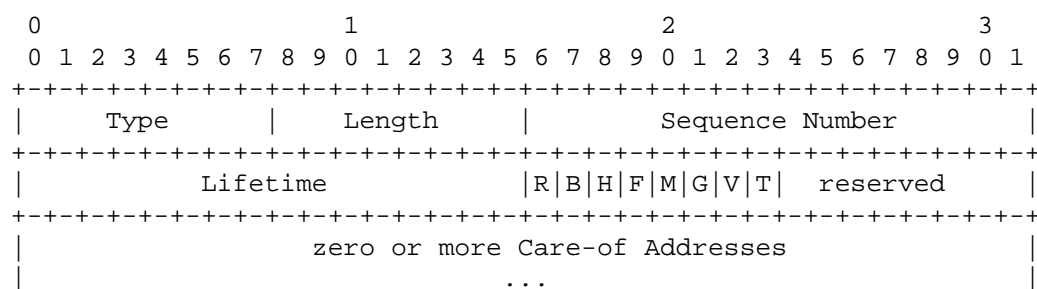 0                   1                   2                   3
 0 1 2 3 4 5 6 7 8 9 0 1 2 3 4 5 6 7 8 9 0 1 2 3 4 5 6 7 8 9 0 1
+-+-+-+-+-+-+-+-+-+-+-+-+-+-+-+-+-+-+-+-+-+-+-+-+-+-+-+-+-+-+-+-+
|     Type      |    Length     |        Sequence Number        |
+-+-+-+-+-+-+-+-+-+-+-+-+-+-+-+-+-+-+-+-+-+-+-+-+-+-+-+-+-+-+-+-+
|           Lifetime            |R|B|H|F|M|G|V|T|  reserved     |
+-+-+-+-+-+-+-+-+-+-+-+-+-+-+-+-+-+-+-+-+-+-+-+-+-+-+-+-+-+-+-+-+
|                  zero or more Care-of Addresses               |
|                              ...                              |